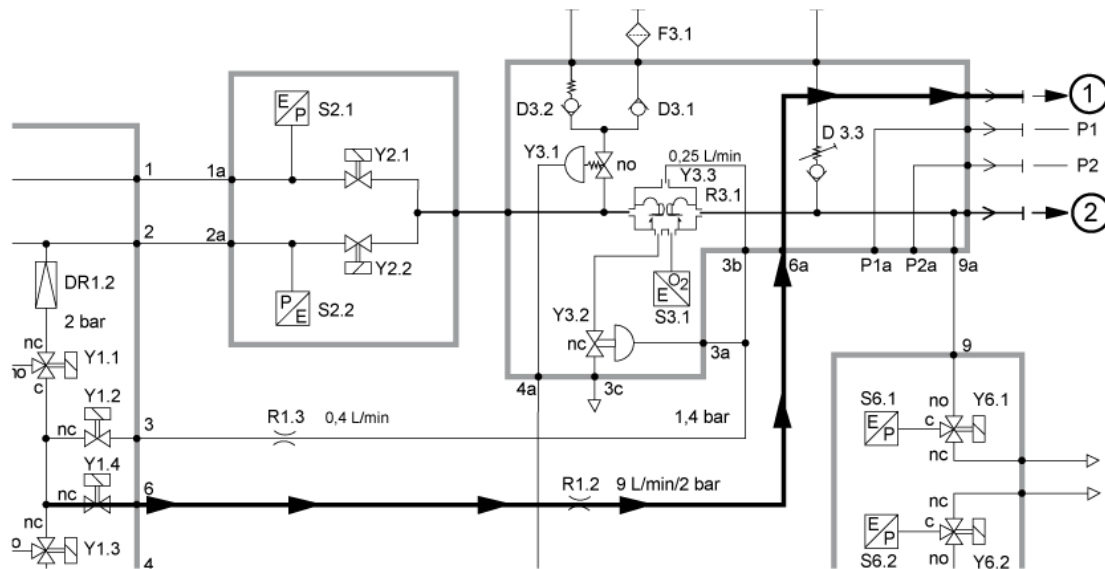 F3.1
D3.2
D3.1
D 3.3
1
P1
P2
2
E
P
S2.1
Y2.1
Y3.1
no
0,25 L/min
Y3.3
R3.1
1
1a
2
2a
Y2.2
P
E
S2.2
DR1.2
2 bar
3b
6a
P1a
P2a
9a
O2
E
S3.1
Y3.2
nc
3a
4a
3c
nc
Y1.1
no
c
Y1.2
nc
3
R1.3
0,4 L/min
1,4 bar
9
S6.1
no
Y6.1
E
P
c
nc
Y1.4
nc
6
R1.2
9 L/min/2 bar
nc
Y1.3
o
4
nc
c
Y6.2
E
P
S6.2
no